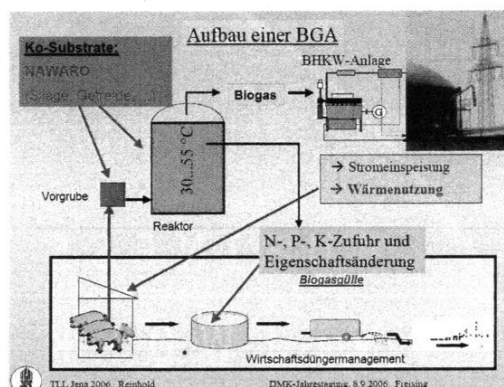 Aufbau einer BGA
Ko-Substrate:
NAWARO
(Silage, Getreide, ...)
BHKW-Anlage
Biogas
G
30...55 °C
Vorgrube
Reaktor
→ Stromeinspeisung
→ Wärmenutzung
N-, P-, K-Zufuhr und
Eigenschaftsänderung
Biogasgülle
Wirtschaftsdüngermanagement
TLL Jena 2006, Reinhold
DMK-Jahrestagung, 8.9.2006, Freising